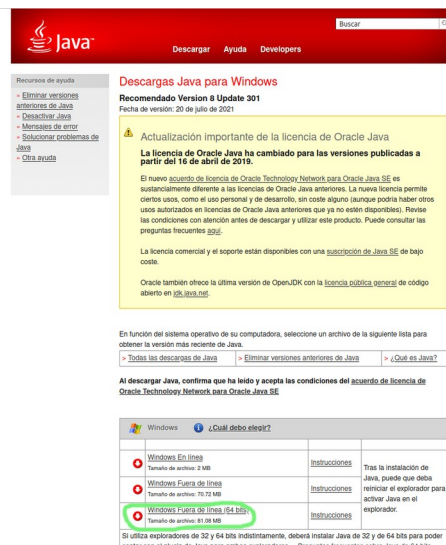 Buscar
Java
Descargar Ayuda Developers
Recursos de ayuda
» Eliminar versiones
anteriores de Java
» Desactivar Java
» Mensajes de error
» Solucionar problemas de
Java
» Otra ayuda
Descargas Java para Windows
Recomendado Version 8 Update 301
Fecha de versión: 20 de julio de 2021
Actualización importante de la licencia de Oracle Java
La licencia de Oracle Java ha cambiado para las versiones publicadas a
partir del 16 de abril de 2019.
El nuevo acuerdo de licencia de Oracle Technology Network para Oracle Java SE es
sustancialmente diferente a las licencias de Oracle Java anteriores. La nueva licencia permite
ciertos usos, como el uso personal y de desarrollo, sin coste alguno (aunque podría haber otros
usos autorizados en licencias de Oracle Java anteriores que ya no estén disponibles). Revise
las condiciones con atención antes de descargar y utilizar este producto. Puede consultar las
preguntas frecuentes aquí.
La licencia comercial y el soporte están disponibles con una suscripción de Java SE de bajo
coste.
Oracle también ofrece la última versión de OpenJDK con la licencia pública general de código
abierto en jdk.java.net.
En función del sistema operativo de su computadora, seleccione un archivo de la siguiente lista para
obtener la versión más reciente de Java.
» Todas las descargas de Java » Eliminar versiones anteriores de Java » ¿Qué es Java?
Al descargar Java, confirma que ha leído y acepta las condiciones del acuerdo de licencia de
Oracle Technology Network para Oracle Java SE
Windows ¿Cuál debo elegir?
Windows En línea
Tamaño de archivo: 2 MB
Instrucciones
Windows Fuera de línea
Tamaño de archivo: 70.72 MB
Instrucciones
Windows Fuera de línea (64 bits)
Tamaño de archivo: 81.08 MB
Instrucciones
Tras la instalación de
Java, puede que deba
reiniciar el explorador para
activar Java en el
explorador.
Si utiliza exploradores de 32 y 64 bits indistintamente, deberá instalar Java de 32 y de 64 bits para poder